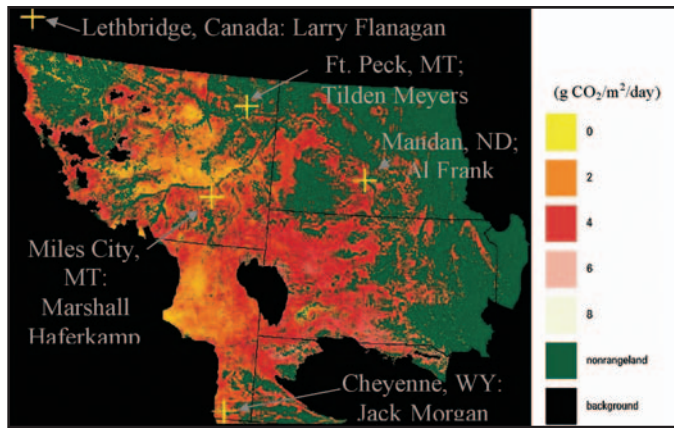 Lethbridge, Canada: Larry Flanagan
Ft. Peck, MT;
Tilden Meyers
Mandan, ND;
Al Frank
Miles City,
MT:
Marshall
Haferkamp
Cheyenne, WY:
Jack Morgan
(g CO2/m2/day)
0
2
4
6
8
nonrangeland
background